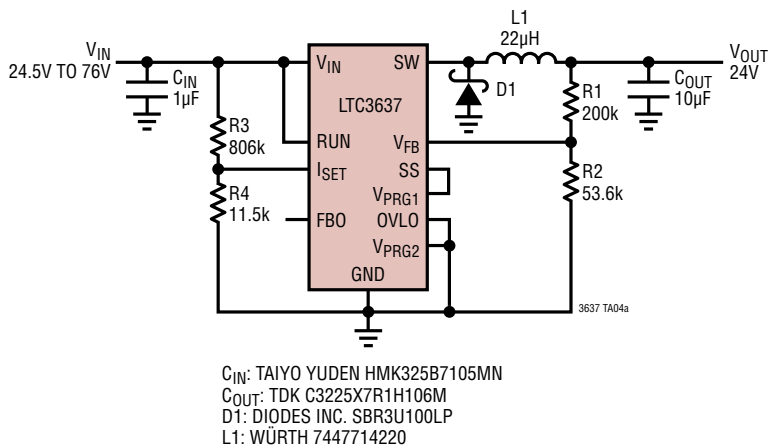 L1
22µH
VIN
24.5V TO 76V
CIN
1µF
VIN
SW
VOUT
24V
LTC3637
D1
R1
200k
COUT
10µF
R3
806k
RUN
VFB
ISET
SS
R2
53.6k
R4
11.5k
VPRG1
FBO
OVLO
VPRG2
GND
3637 TA04a
CIN: TAIYO YUDEN HMK325B7105MN
COUT: TDK C3225X7R1H106M
D1: DIODES INC. SBR3U100LP
L1: WÜRTH 7447714220